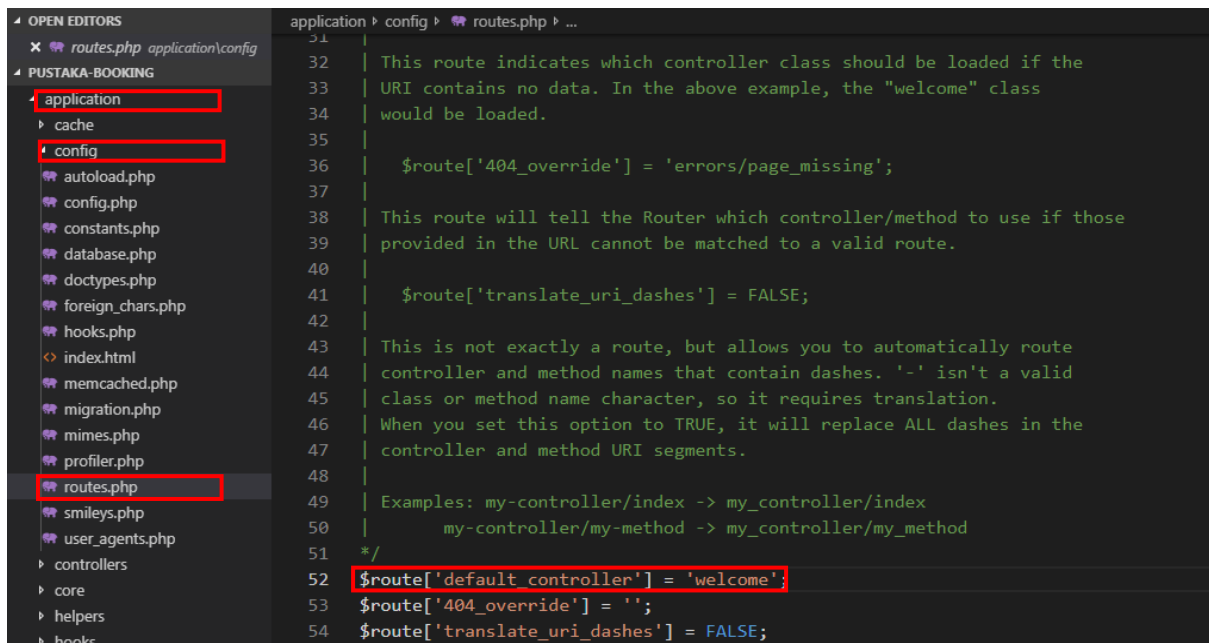 OPEN EDITORS
routes.php application\config
PUSTAKA-BOOKING
application
cache
config
autoload.php
config.php
constants.php
database.php
doctypes.php
foreign_chars.php
hooks.php
index.html
memcached.php
migration.php
mimes.php
profiler.php
routes.php
smileys.php
user_agents.php
controllers
core
helpers
hooks
application config routes.php ...
31 |
32 | This route indicates which controller class should be loaded if the
33 | URI contains no data. In the above example, the "welcome" class
34 | would be loaded.
35 |
36 |   $route['404_override'] = 'errors/page_missing';
37 |
38 | This route will tell the Router which controller/method to use if those
39 | provided in the URL cannot be matched to a valid route.
40 |
41 |   $route['translate_uri_dashes'] = FALSE;
42 |
43 | This is not exactly a route, but allows you to automatically route
44 | controller and method names that contain dashes. '-' isn't a valid
45 | class or method name character, so it requires translation.
46 | When you set this option to TRUE, it will replace ALL dashes in the
47 | controller and method URI segments.
48 |
49 | Examples: my-controller/index -> my_controller/index
50 |       my-controller/my-method -> my_controller/my_method
51 */
52 $route['default_controller'] = 'welcome';
53 $route['404_override'] = '';
54 $route['translate_uri_dashes'] = FALSE;